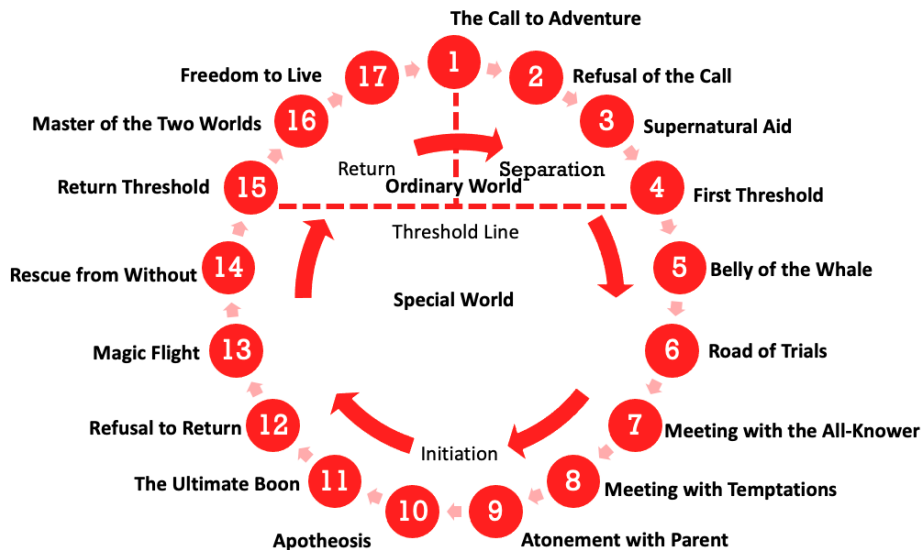 The Call to Adventure
1
2
Refusal of the Call
3
Supernatural Aid
4
First Threshold
5
Belly of the Whale
6
Road of Trials
7
Meeting with the All-Knower
8
Meeting with Temptations
9
Atonement with Parent
10
Apotheosis
11
The Ultimate Boon
12
Refusal to Return
13
Magic Flight
14
Rescue from Without
15
Return Threshold
16
Master of the Two Worlds
17
Freedom to Live
Return
Separation
Ordinary World
Threshold Line
Special World
Initiation